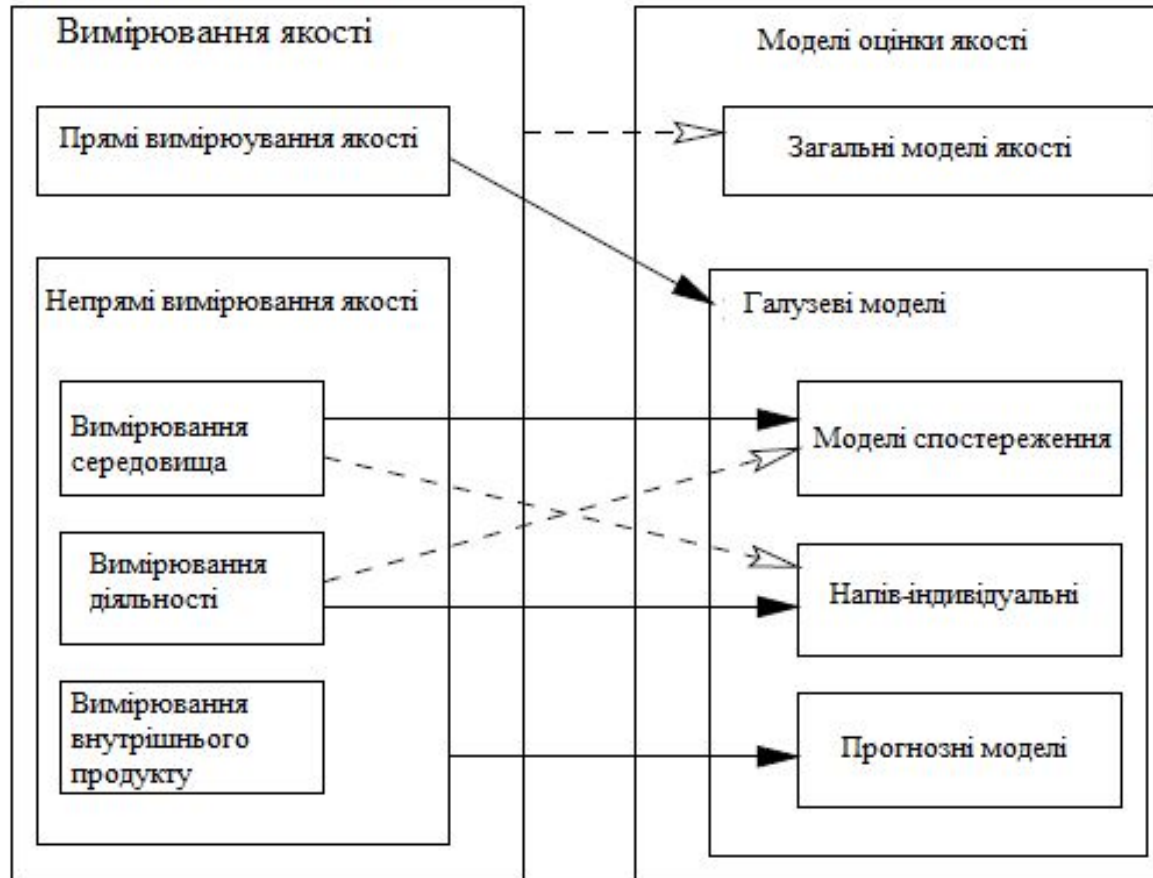 Вимірювання якості
Прямі вимірюування якості
Непрямі вимірювання якості
Вимірювання
середовища
Вимірювання
діяльності
Вимірювання
внутрішнього
продукту
Моделі оцінки якості
Загальні моделі якості
Галузеві моделі
Моделі спостереження
Напів-індивідуальні
Прогнозні моделі